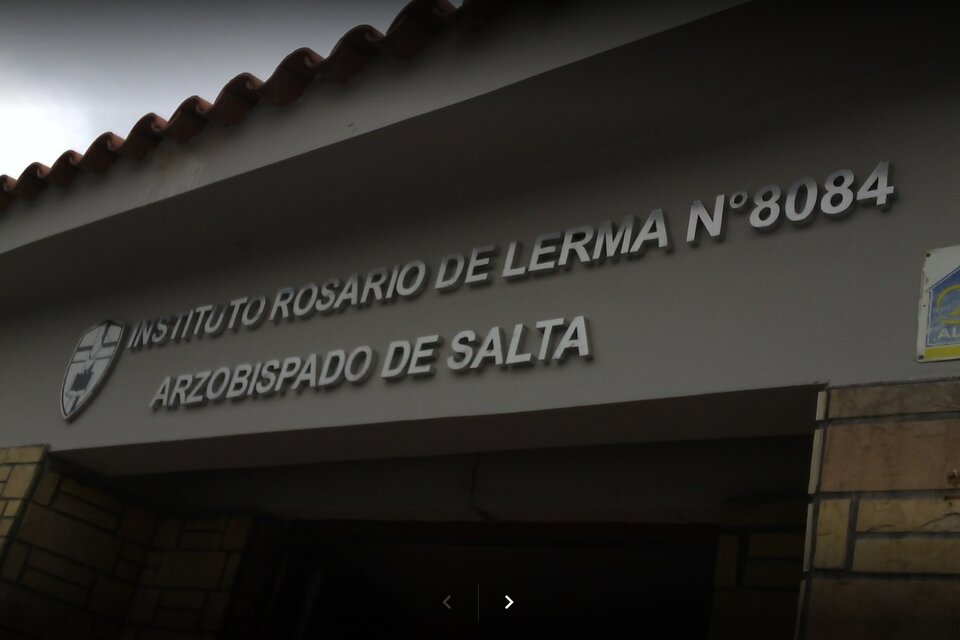 INSTITUTO ROSARIO DE LERMA N°8084
ARZOBISPADO DE SALTA